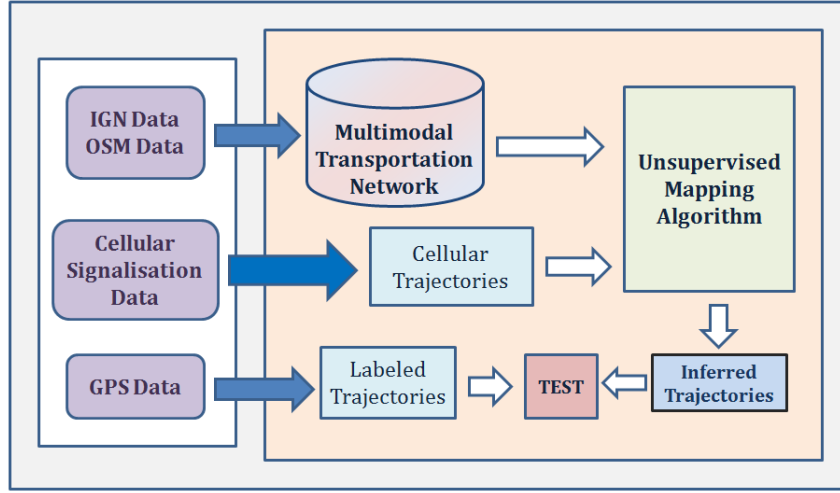 IGN Data
OSM Data
Multimodal
Transportation
Network
Unsupervised
Mapping
Algorithm
Cellular
Signalisation
Data
Cellular
Trajectories
GPS Data
Labeled
Trajectories
TEST
Inferred
Trajectories